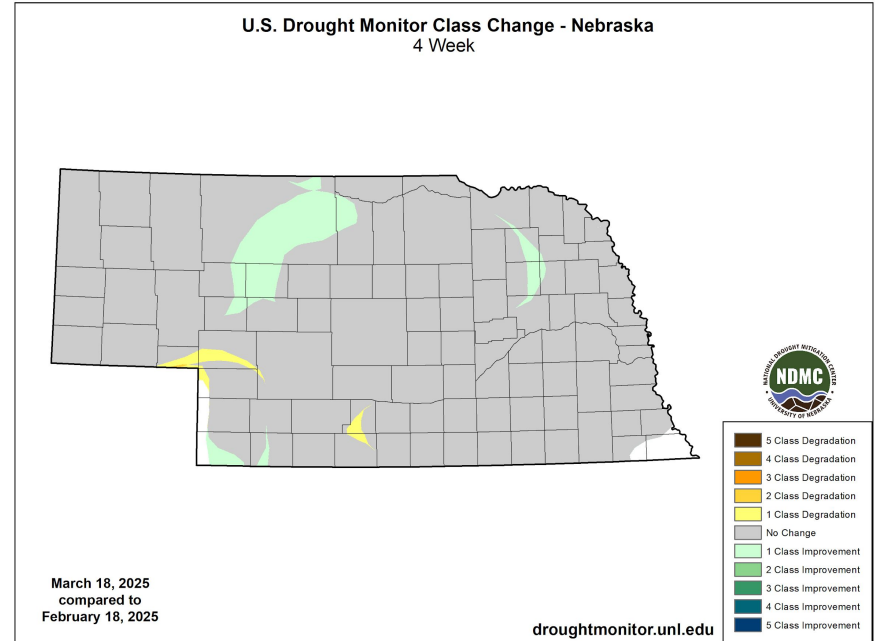 U.S. Drought Monitor Class Change - Nebraska
4 Week
NATIONAL DROUGHT MITIGATION CENTER
NDMC
UNIVERSITY OF NEBRASKA
5 Class Degradation
4 Class Degradation
3 Class Degradation
2 Class Degradation
1 Class Degradation
No Change
1 Class Improvement
2 Class Improvement
3 Class Improvement
4 Class Improvement
5 Class Improvement
March 18, 2025
compared to
February 18, 2025
droughtmonitor.unl.edu